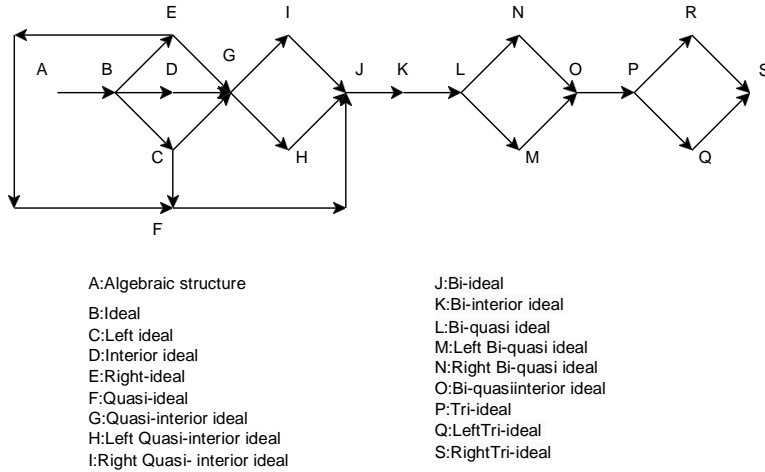 E
I
N
R
A
B
D
G
J
K
L
O
P
S
C
H
M
Q
F
A:Algebraic structure
B:Ideal
C:Left ideal
D:Interior ideal
E:Right-ideal
F:Quasi-ideal
G:Quasi-interior ideal
H:Left Quasi-interior ideal
I:Right Quasi- interior ideal
J:Bi-ideal
K:Bi-interior ideal
L:Bi-quasi ideal
M:Left Bi-quasi ideal
N:Right Bi-quasi ideal
O:Bi-quasiinterior ideal
P:Tri-ideal
Q:LeftTri-ideal
S:RightTri-ideal